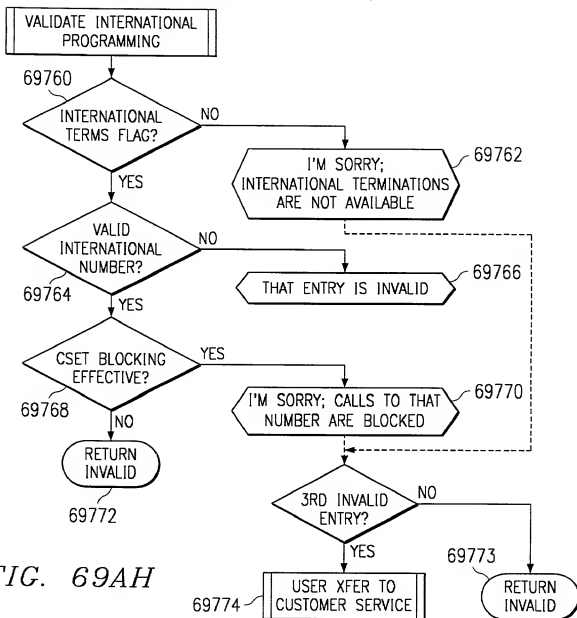 VALIDATE INTERNATIONAL
PROGRAMMING
69760
INTERNATIONAL
TERMS FLAG?
NO
YES
I'M SORRY;
INTERNATIONAL TERMINATIONS
ARE NOT AVAILABLE
69762
VALID
INTERNATIONAL
NUMBER?
NO
69764
YES
THAT ENTRY IS INVALID
69766
CSET BLOCKING
EFFECTIVE?
YES
69768
NO
I'M SORRY; CALLS TO THAT
NUMBER ARE BLOCKED
69770
RETURN
INVALID
69772
3RD INVALID
ENTRY?
NO
YES
69773
USER XFER TO
CUSTOMER SERVICE
69774
RETURN
INVALID
FIG. 69AH